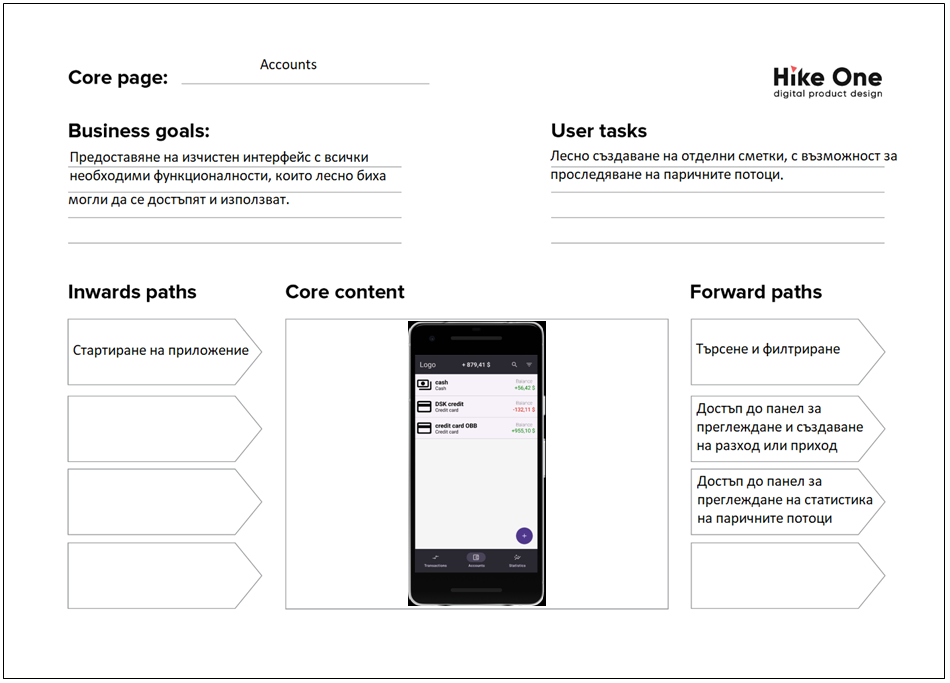 Core page:
Accounts
Hike One
digital product design
Business goals:
Предоставяне на изчистен интерфейс с всички
необходими функционалности, които лесно биха
могли да се достъпят и използват.
User tasks
Лесно създаване на отделни сметки, с възможност за
проследяване на паричните потоци.
Inwards paths
Стартиране на приложение
Core content
Logo
+ 879,41 $
cash
Cash
Balance
+56,42 $
DSK credit
Credit card
Balance
-132,11 $
credit card OBB
Credit card
Balance
+955,10 $
+
Transactions
Accounts
Statistics
Forward paths
Търсене и филтриране
Достъп до панел за
преглеждане и създаване
на разход или приход
Достъп до панел за
преглеждане на статистика
на паричните потоци